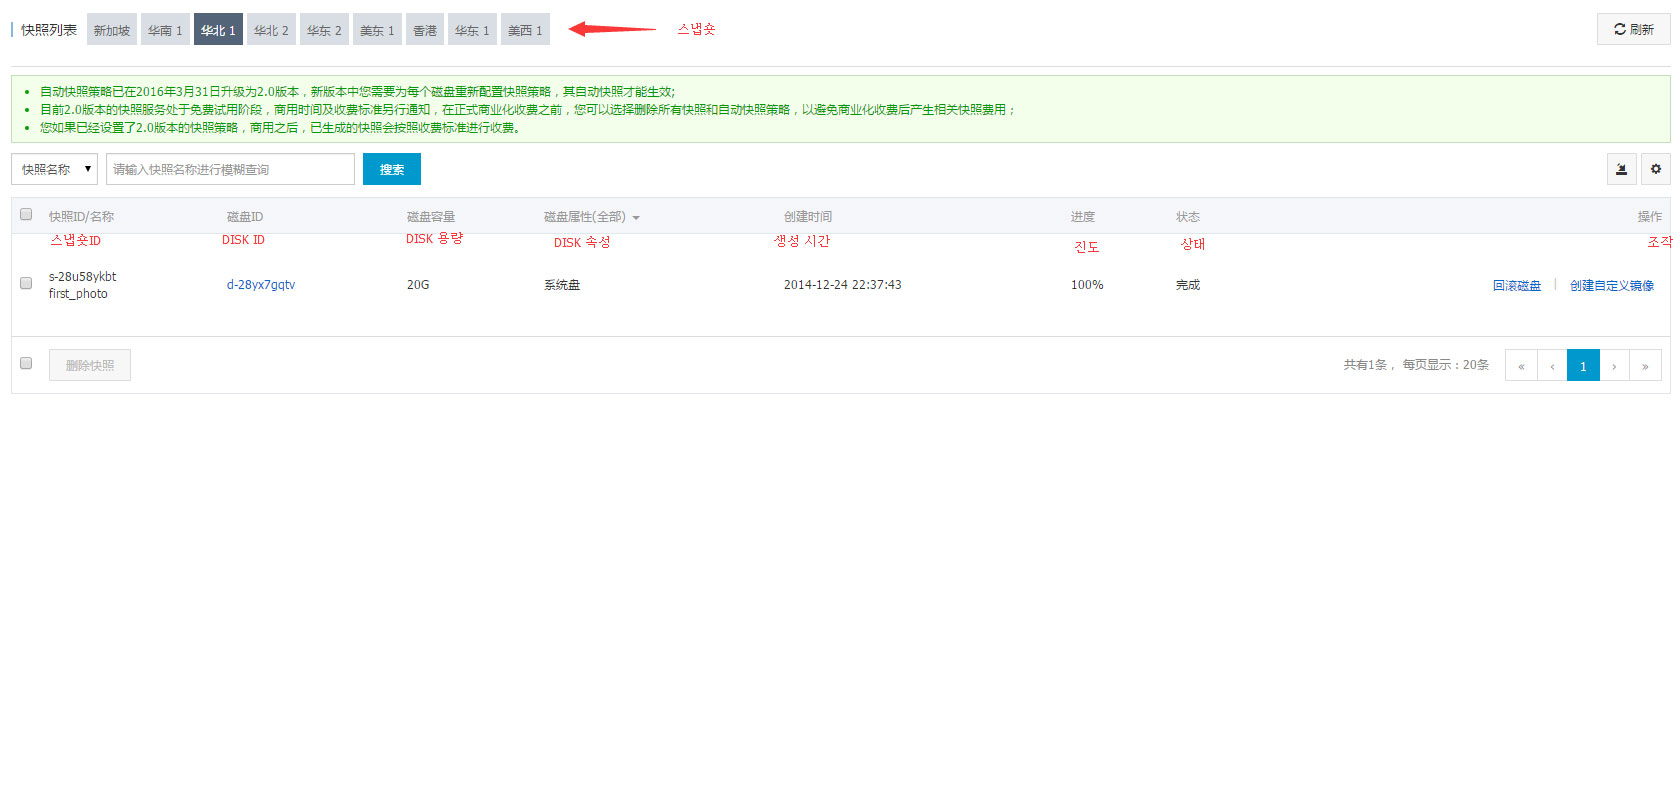 快照列表 新加坡 华南 1 华北 1 华北 2 华东 2 美东 1 香港 华东 1 美西 1 스냅숏 刷新
自动快照策略已在2016年3月31日升级为2.0版本，新版本中您需要为每个磁盘重新配置快照策略，其自动快照才能生效;
目前2.0版本的快照服务处于免费试用阶段，商用时间及收费标准另行通知，在正式商业化收费之前，您可以选择删除所有快照和自动快照策略，以避免商业化收费后产生相关快照费用；
您如果已经设置了2.0版本的快照策略，商用之后，已生成的快照会按照收费标准进行收费。
快照名称 请输入快照名称进行模糊查询 搜索
快照ID/名称 磁盘ID 磁盘容量 磁盘属性(全部) 创建时间 进度 状态 操作
스냅숏ID DISK ID DISK 용량 DISK 속성 생성 시간 진도 상태 조작
s-28u58ykbt
first_photo d-28yx7gqtv 20G 系统盘 2014-12-24 22:37:43 100% 完成 回滚磁盘 | 创建自定义镜像
删除快照 共有1条， 每页显示：20条 « ‹ 1 › »